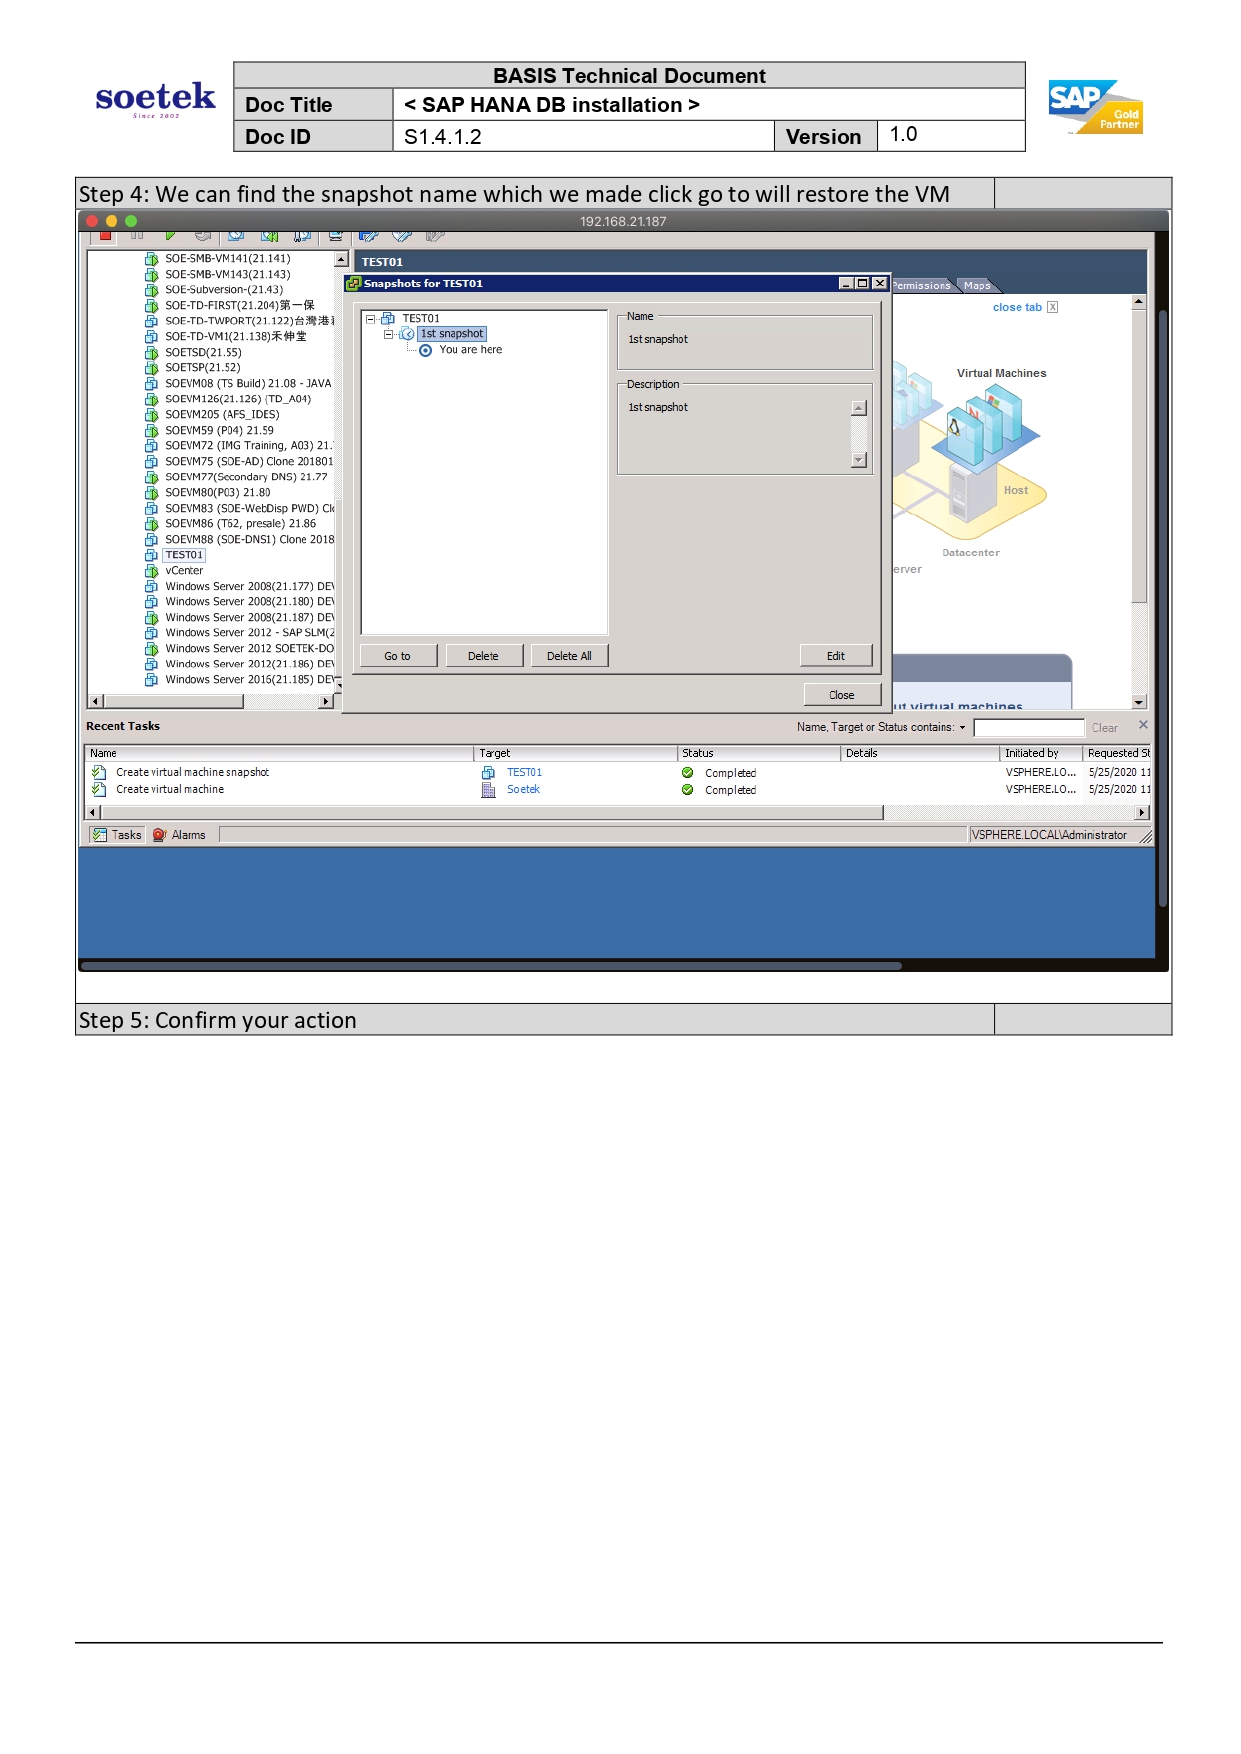 soetek
Since 2002
BASIS Technical Document
Doc Title
< SAP HANA DB installation >
Doc ID
S1.4.1.2
Version
1.0
SAP
Gold
Partner
Step 4: We can find the snapshot name which we made click go to will restore the VM
192.168.21.187
SOE-SMB-VM141(21.141)
SOE-SMB-VM143(21.143)
SOE-Subversion-(21.43)
SOE-TD-FIRST(21.204)第一保
SOE-TD-TWPORT(21.122)台灣港
SOE-TD-VM1(21.138)禾伸堂
SOETSD(21.55)
SOETSP(21.52)
SOEVM08 (TS Build) 21.08 - JAVA
SOEVM126(21.126) (TD_A04)
SOEVM205 (AFS_IDES)
SOEVM59 (P04) 21.59
SOEVM72 (IMG Training, A03) 21.
SOEVM75 (SOE-AD) Clone 201801
SOEVM77(Secondary DNS) 21.77
SOEVM80(P03) 21.80
SOEVM83 (SOE-WebDisp PWD) Clo
SOEVM86 (T62, presale) 21.86
SOEVM88 (SOE-DNS1) Clone 2018
TEST01
vCenter
Windows Server 2008(21.177) DEV
Windows Server 2008(21.180) DEV
Windows Server 2008(21.187) DEV
Windows Server 2012 - SAP SLM(2
Windows Server 2012 SOETEK-DO
Windows Server 2012(21.186) DEV
Windows Server 2016(21.185) DEV
TEST01
Permissions
Maps
close tab
Snapshots for TEST01
TEST01
1st snapshot
You are here
Name
1st snapshot
Description
1st snapshot
Go to
Delete
Delete All
Edit
Close
Virtual Machines
Host
Datacenter
erver
ut virtual machines
Recent Tasks
Name, Target or Status contains:
Clear
Name
Target
Status
Details
Initiated by
Requested St
Create virtual machine snapshot
TEST01
Completed
VSPHERE.LO...
5/25/2020 11
Create virtual machine
Soetek
Completed
VSPHERE.LO...
5/25/2020 11
Tasks
Alarms
VSPHERE.LOCAL\Administrator
Step 5: Confirm your action